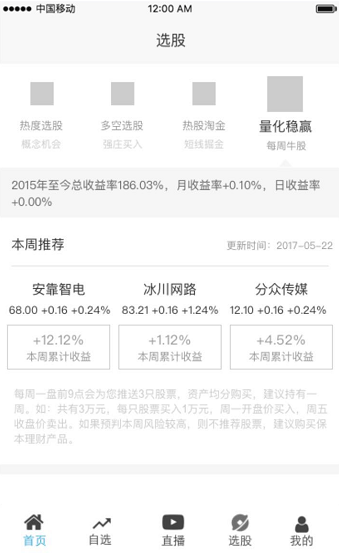 中国移动 12:00 AM
选股
热度选股 多空选股 热股淘金 量化稳赢
概念机会 强庄买入 短线掘金 每周牛股
2015年至今总收益率186.03%，月收益率+0.10%，日收益率
+0.00%
本周推荐 更新时间：2017-05-22
安靠智电 冰川网路 分众传媒
68.00 +0.16 +0.24% 83.21 +0.16 +1.24% 12.10 +0.16 +0.24%
+12.12% +1.12% +4.52%
本周累计收益 本周累计收益 本周累计收益
每周一盘前9点会为您推送3只股票，资产均分购买，建议持有一
周。如：共有3万元，每只股票买入1万元，周一开盘价买入，周五
收盘价卖出。如果预判本周风险较高，则不推荐股票，建议购买保
本理财产品。
首页 自选 直播 选股 我的